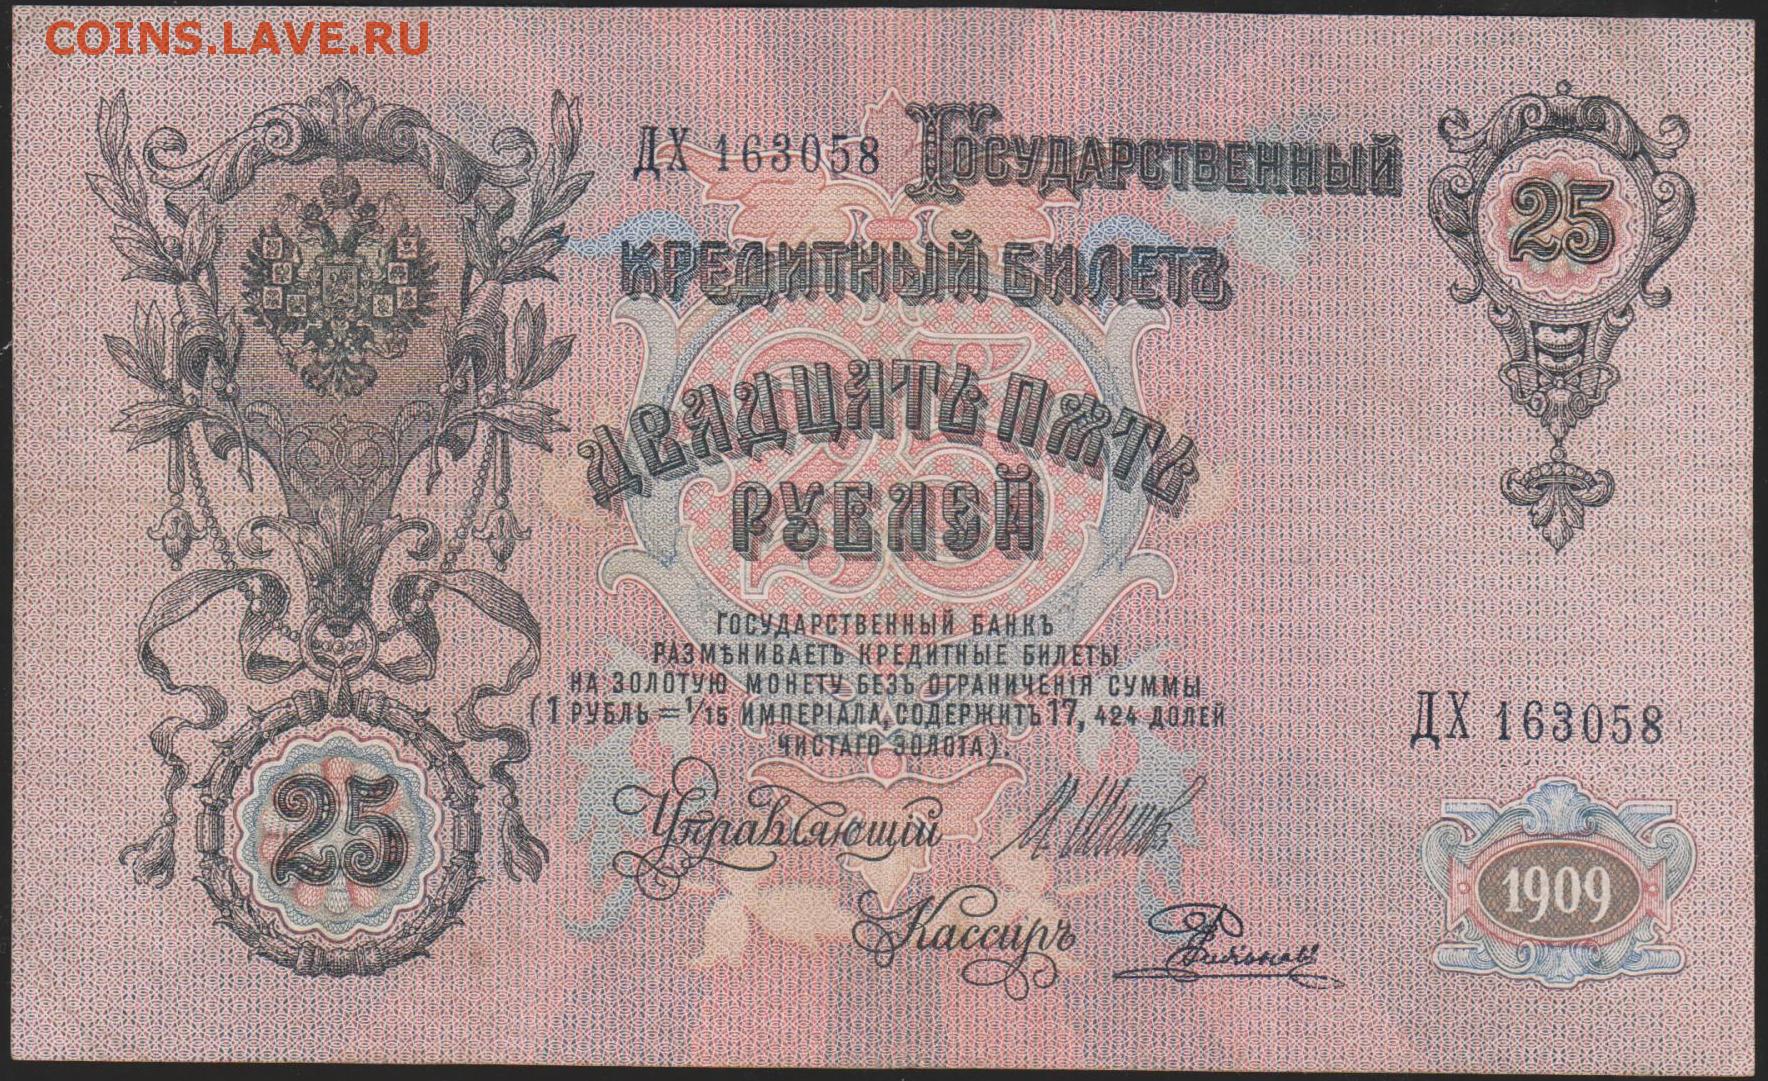 COINS.LAVE.RU
ДХ 163058 ГОСУДАРСТВЕННЫЙ
КРЕДИТНЫЙ БИЛЕТЪ
25
ДВАДЦАТЬ ПЯТЬ
РУБЛЕЙ
25
ГОСУДАРСТВЕННЫЙ БАНКЪ
РАЗМѢНИВАЕТЪ КРЕДИТНЫЕ БИЛЕТЫ
НА ЗОЛОТУЮ МОНЕТУ БЕЗЪ ОГРАНИЧЕНІЯ СУММЫ
(1 РУБЛЬ = 1/15 ИМПЕРІАЛА, СОДЕРЖИТЪ 17, 424 ДОЛЕЙ
ЧИСТАГО ЗОЛОТА).
ДХ 163058
25
Управляющій
Кассиръ
1909